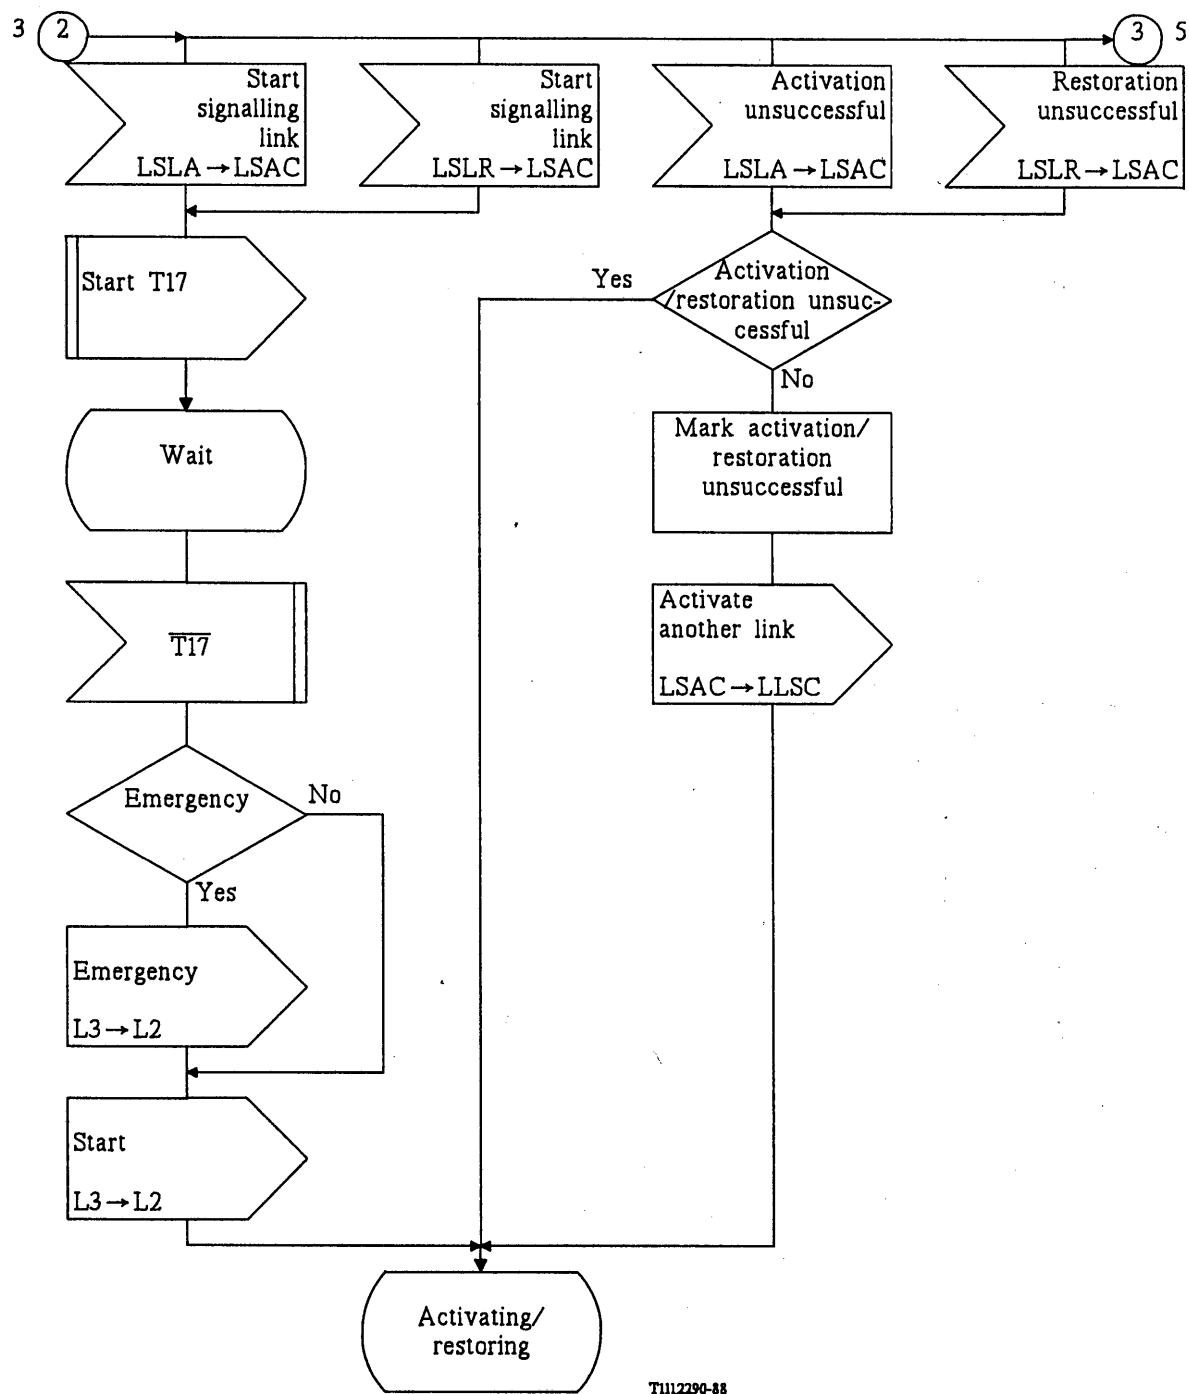 3 2 3 5
Start
signalling
link
LSLA → LSAC
Start
signalling
link
LSLR → LSAC
Activation
unsuccessful
LSLA → LSAC
Restoration
unsuccessful
LSLR → LSAC
Start T17
Wait
T17
Emergency
No
Yes
Emergency
L3 → L2
Start
L3 → L2
Yes
Activation
/restoration unsuc-
cessful
No
Mark activation/
restoration
unsuccessful
Activate
another link
LSAC → LLSC
Activating/
restoring
T1112290-88